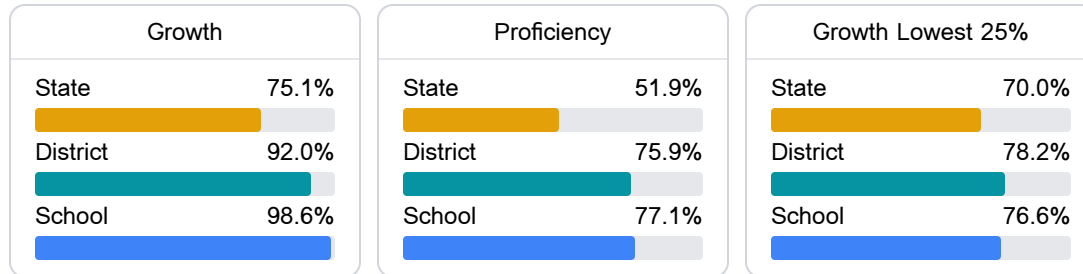 Growth
State 75.1%
District 92.0%
School 98.6%
Proficiency
State 51.9%
District 75.9%
School 77.1%
Growth Lowest 25%
State 70.0%
District 78.2%
School 76.6%